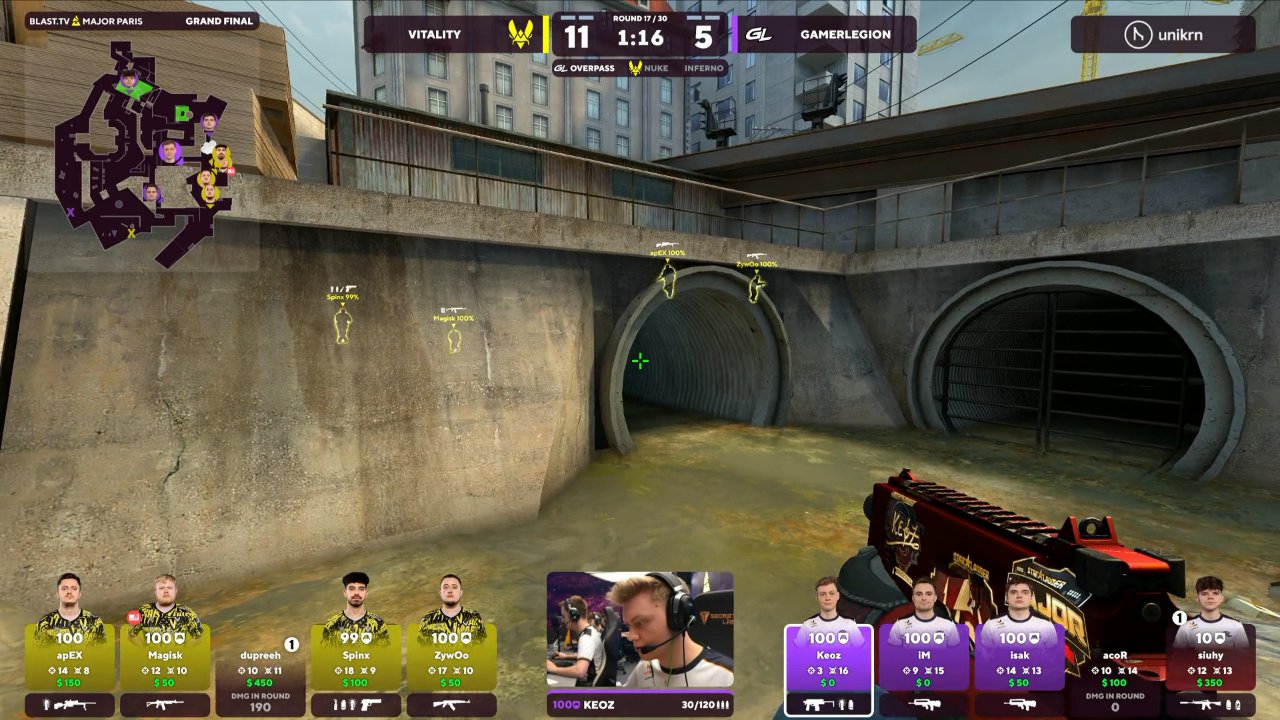 BLAST.TV MAJOR PARIS GRAND FINAL
VITALITY 11 ROUND 17 / 30 1:16 5 GL GAMERLEGION
GL OVERPASS NUKE INFERNO
unikrn
apEX 100%
ZywOo 100%
Spinx 99%
Magisk 100%
X
X
100 100 99 100
apEX Magisk dupreeh 1 Spinx ZywOo
14 8 12 10 10 11 18 9 17 10
$150 $50 $450 $100 $50
DMG IN ROUND
190
100 KEOZ 30/120
100 100 100 1 10
Keoz iM isak acoR siuhy
3 16 9 15 14 13 10 14 12 13
$0 $0 $50 $100 $350
DMG IN ROUND
0